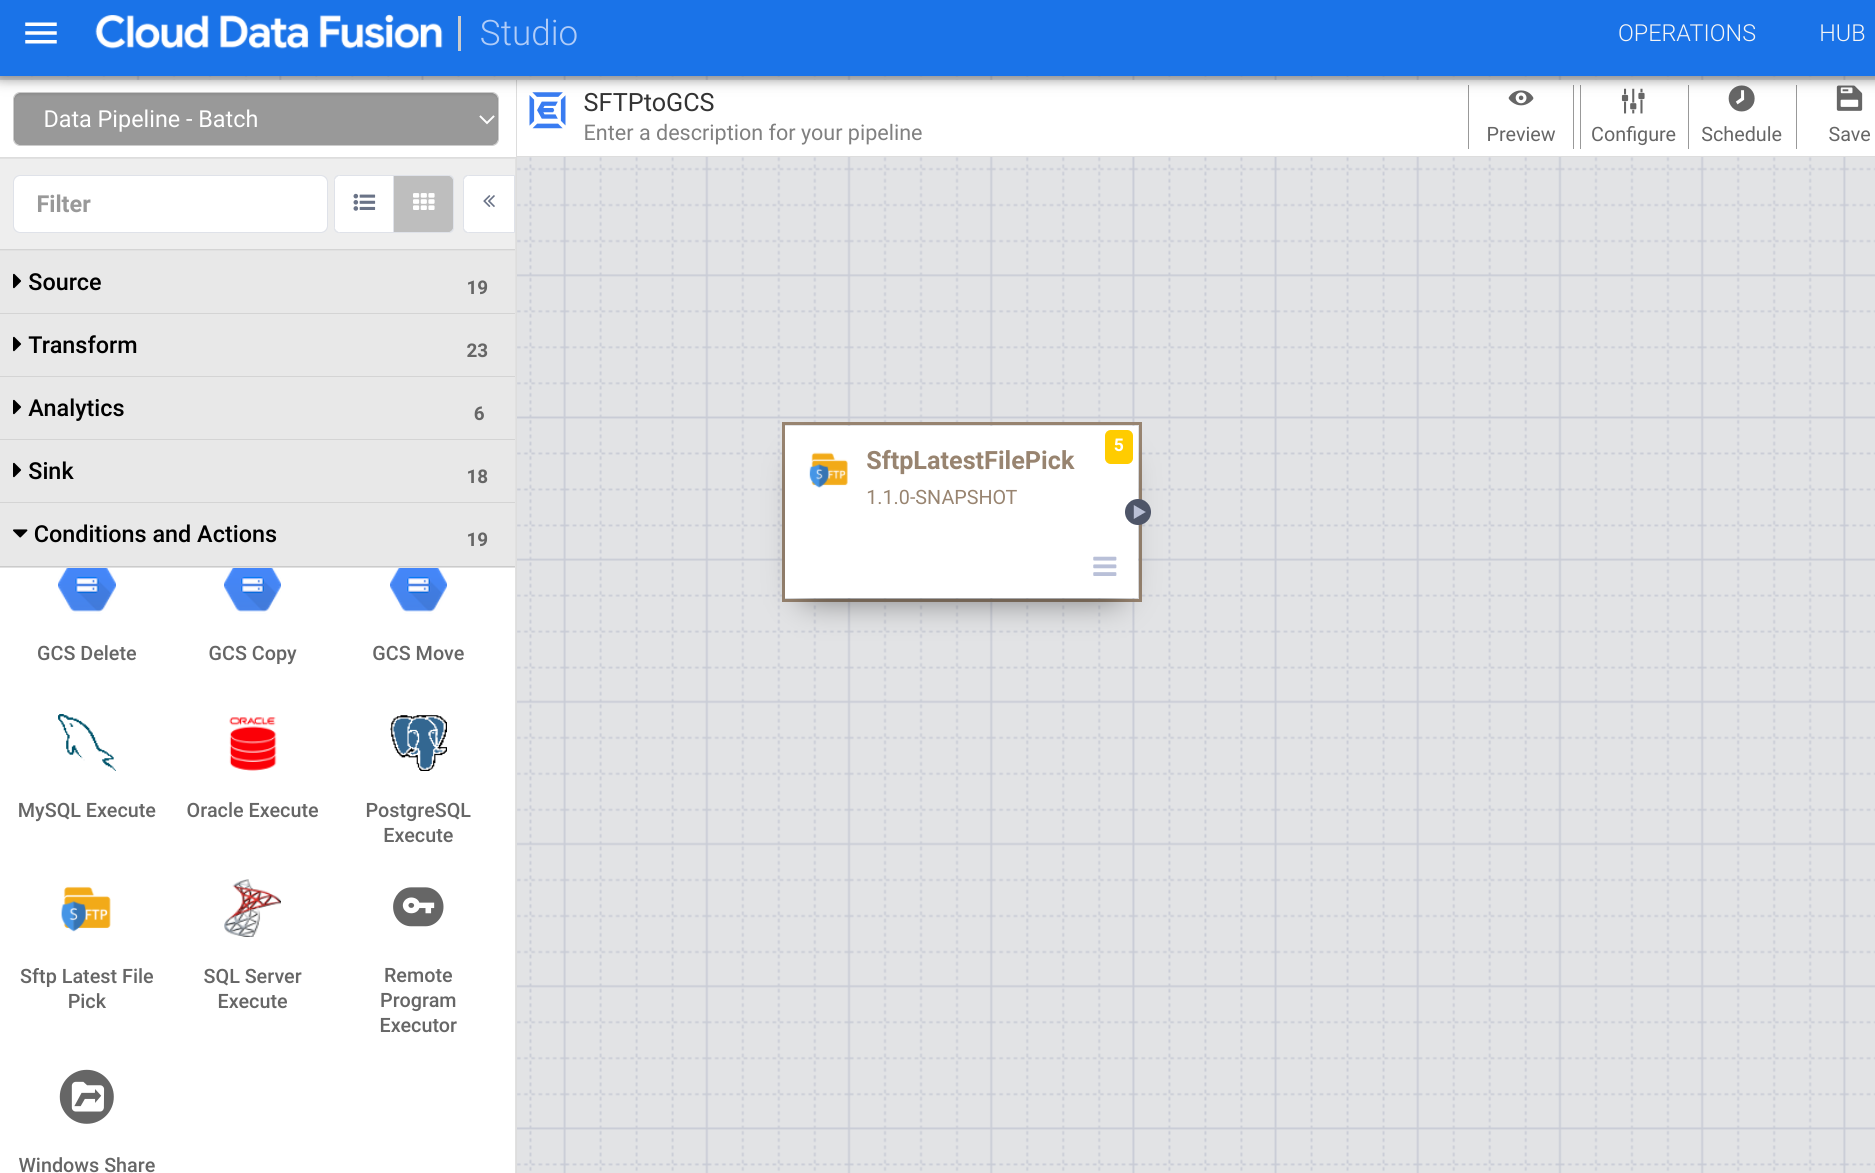 Cloud Data Fusion | Studio
OPERATIONS
HUB
Data Pipeline - Batch
SFTPtoGCS
Enter a description for your pipeline
Preview
Configure
Schedule
Save
Filter
Source
19
Transform
23
Analytics
6
Sink
18
Conditions and Actions
19
GCS Delete
GCS Copy
GCS Move
MySQL Execute
ORACLE
Oracle Execute
PostgreSQL
Execute
S FTP
Sftp Latest File
Pick
SQL Server
Execute
Remote
Program
Executor
Windows Share
S FTP
SftpLatestFilePick
5
1.1.0-SNAPSHOT